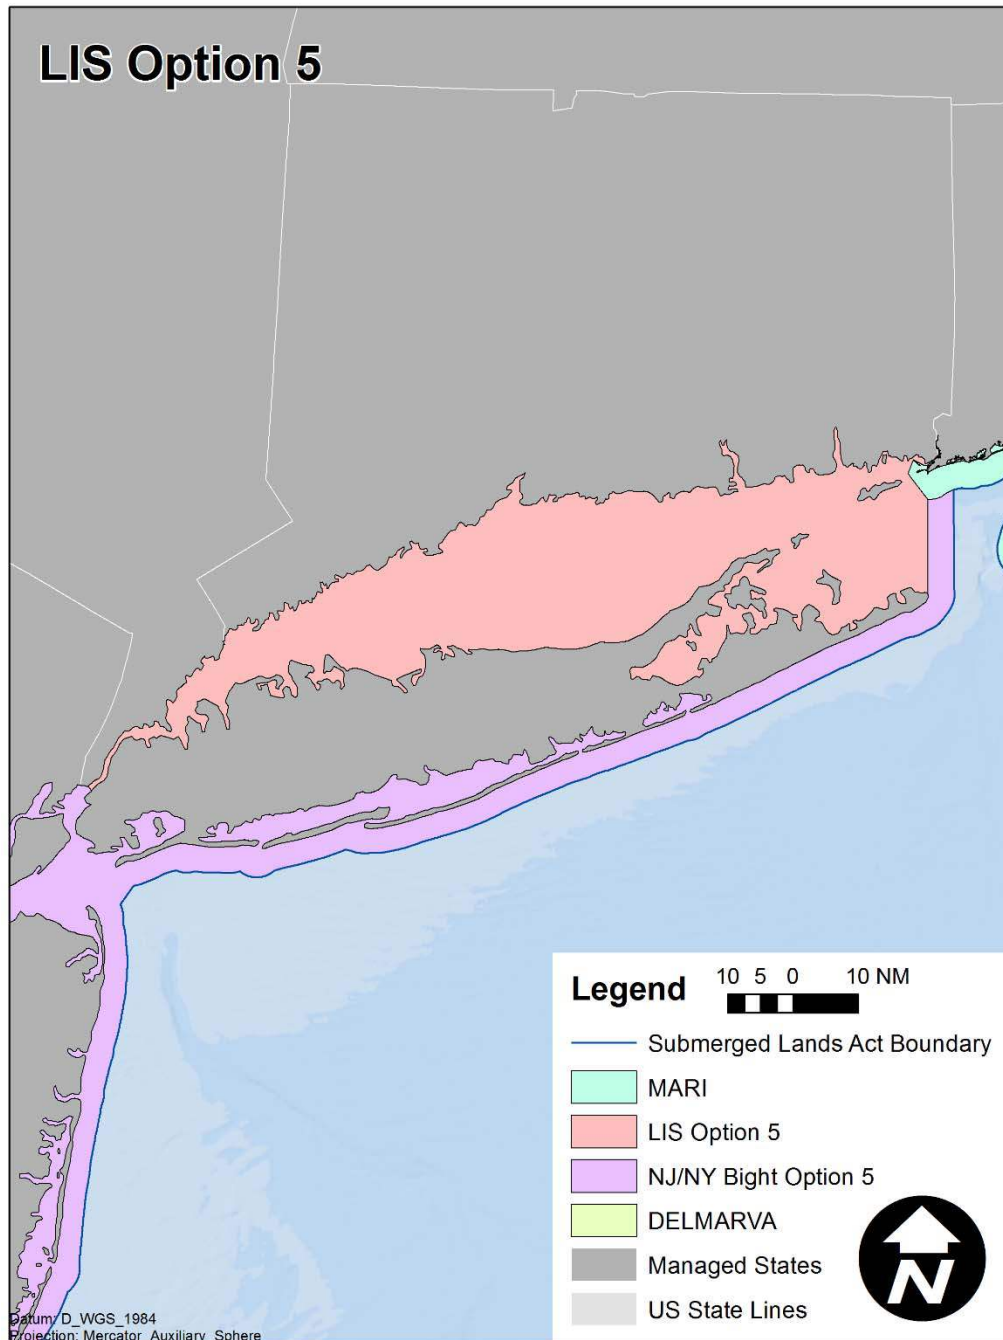 LIS Option 5
Legend
10 5 0 10 NM
Submerged Lands Act Boundary
MARI
LIS Option 5
NJ/NY Bight Option 5
DELMARVA
Managed States
US State Lines
N
Datum: D_WGS_1984
Projection: Mercator_Auxiliary_Sphere